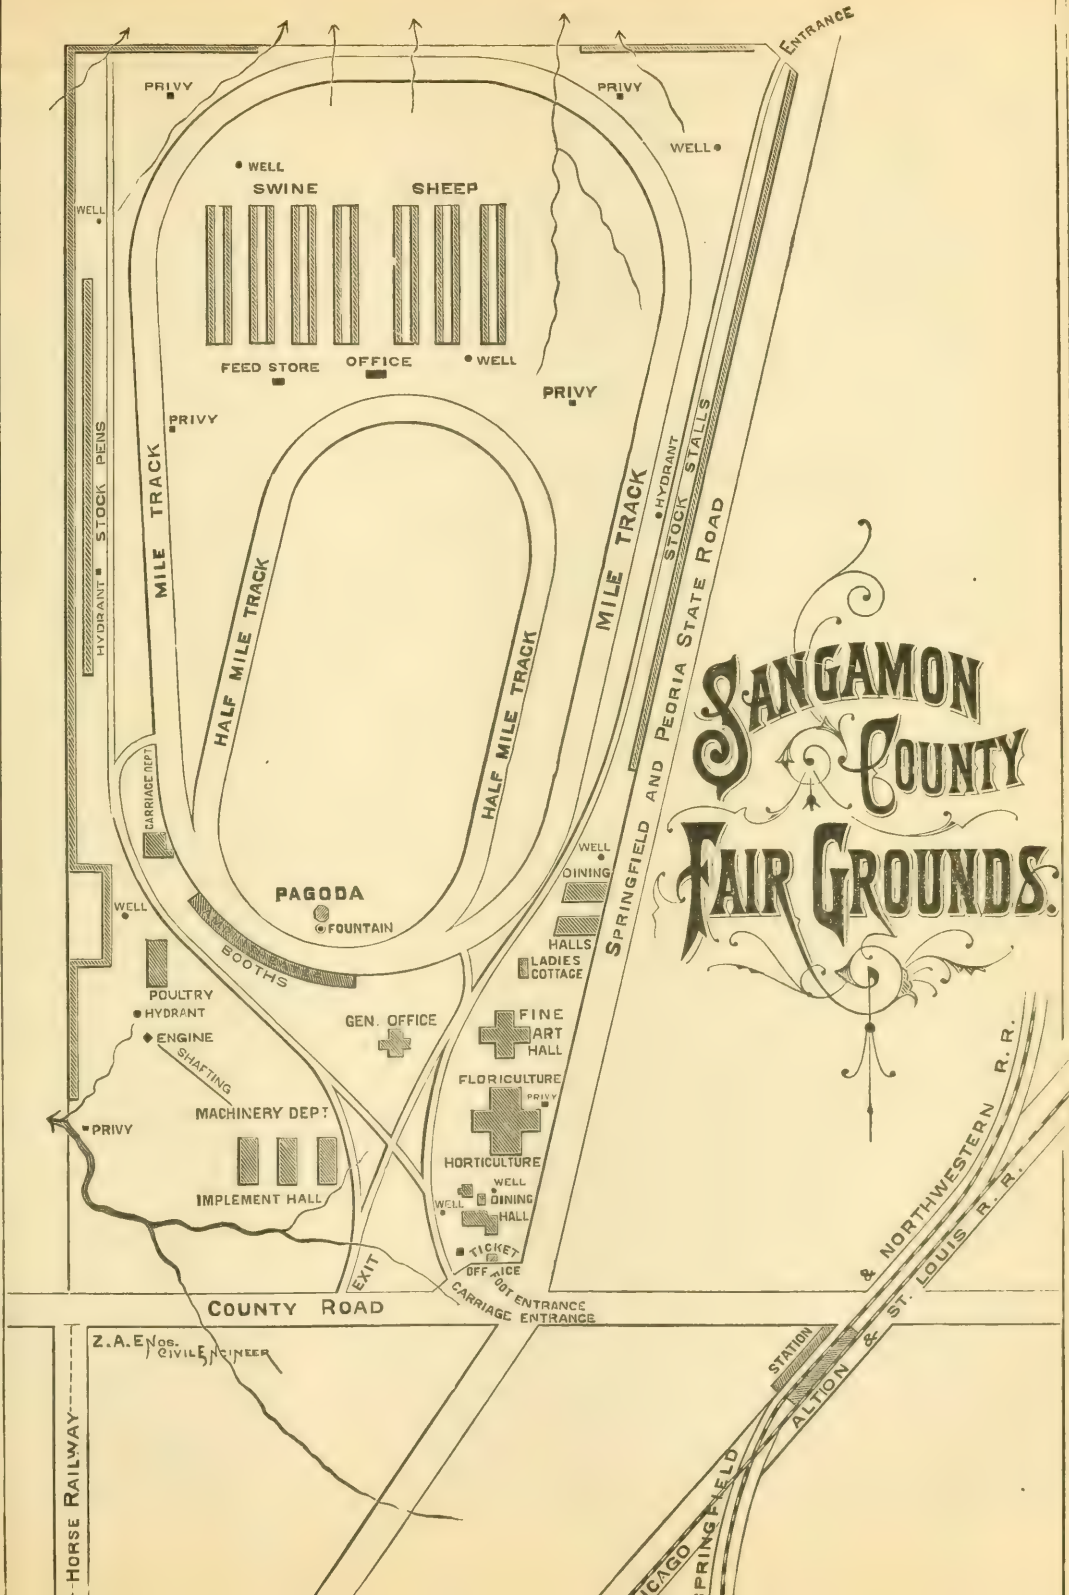 ENTRANCE
PRIVY
PRIVY
WELL
WELL
SWINE
SHEEP
WELL
FEED STORE
OFFICE
WELL
PRIVY
PRIVY
STOCK PENS
HYDRANT
MILE TRACK
MILE TRACK
HYDRANT
STOCK STALLS
HALF MILE TRACK
HALF MILE TRACK
SPRINGFIELD AND PEORIA STATE ROAD
SANGAMON
COUNTY
FAIR GROUNDS.
CARRIAGE DEPT
WELL
DINING
HALLS
PAGODA
FOUNTAIN
WELL
BOOTHS
LADIES
COTTAGE
POULTRY
HYDRANT
ENGINE
SHAFTING
GEN. OFFICE
FINE
ART
HALL
FLORICULTURE
PRIVY
HORTICULTURE
MACHINERY DEPT
PRIVY
IMPLEMENT HALL
WELL
DINING
HALL
WELL
TICKET
OFFICE
EXIT
FOOT ENTRANCE
CARRIAGE ENTRANCE
COUNTY ROAD
Z. A. ENOS.
CIVIL ENGINEER
HORSE RAILWAY
STATION
& NORTHWESTERN R. R.
ALTION & ST. LOUIS R. R.
ICAGO
SPRINGFIELD